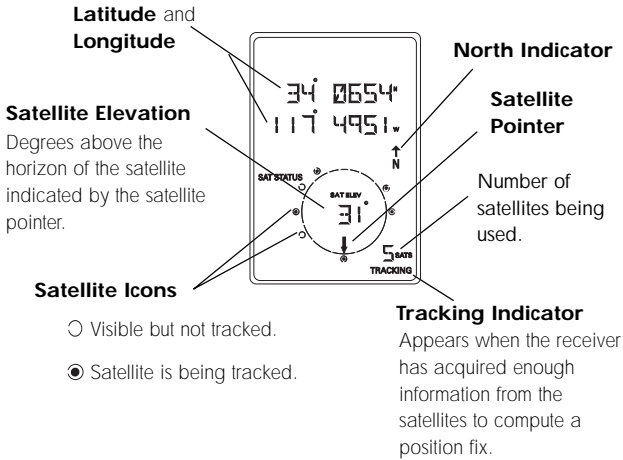 Latitude and
Longitude
North Indicator
34° 0654 N
117° 4951 W
Satellite Elevation
Degrees above the
horizon of the satellite
indicated by the satellite
pointer.
Satellite
Pointer
N
SAT STATUS
SAT ELEV
31°
Number of
satellites being
used.
5 SATS
TRACKING
Satellite Icons
Visible but not tracked.
Satellite is being tracked.
Tracking Indicator
Appears when the receiver
has acquired enough
information from the
satellites to compute a
position fix.